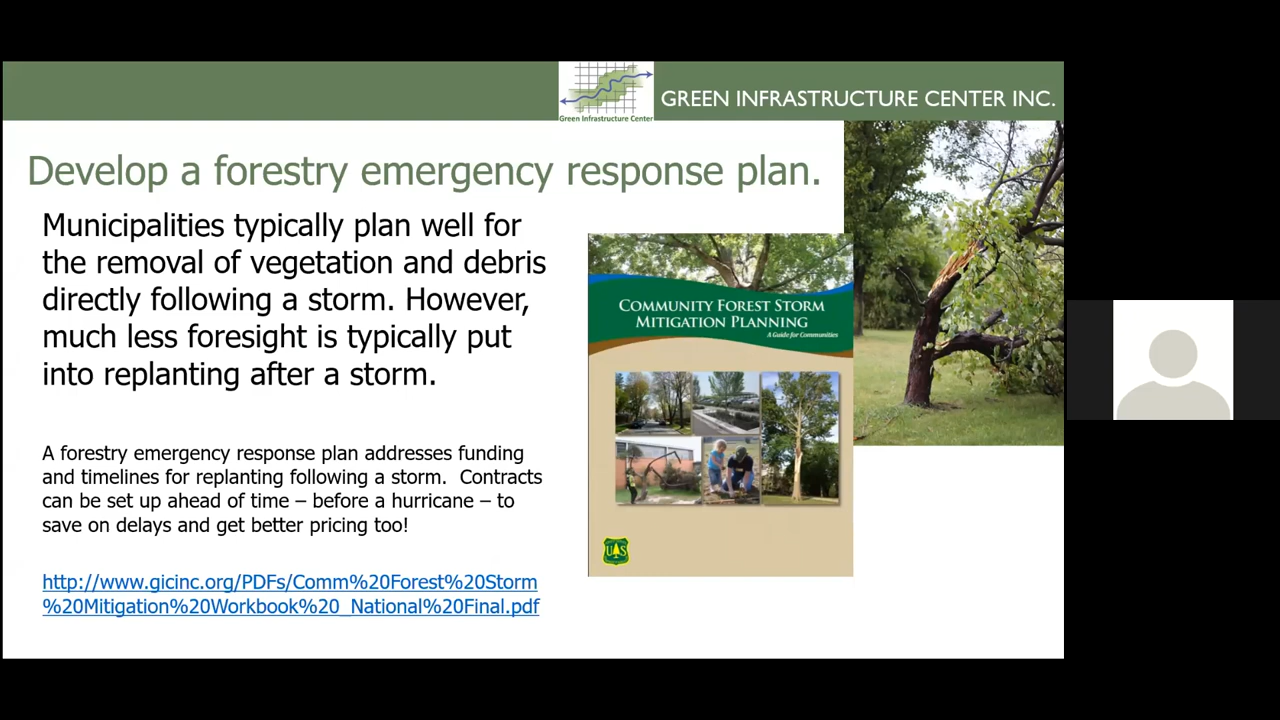 Green Infrastructure Center
GREEN INFRASTRUCTURE CENTER INC.
Develop a forestry emergency response plan.
Municipalities typically plan well for
the removal of vegetation and debris
directly following a storm. However,
much less foresight is typically put
into replanting after a storm.
A forestry emergency response plan addresses funding
and timelines for replanting following a storm.  Contracts
can be set up ahead of time – before a hurricane – to
save on delays and get better pricing too!
http://www.gicinc.org/PDFs/Comm%20Forest%20Storm
%20Mitigation%20Workbook%20_National%20Final.pdf
COMMUNITY FOREST STORM
MITIGATION PLANNING
A Guide for Communities
US